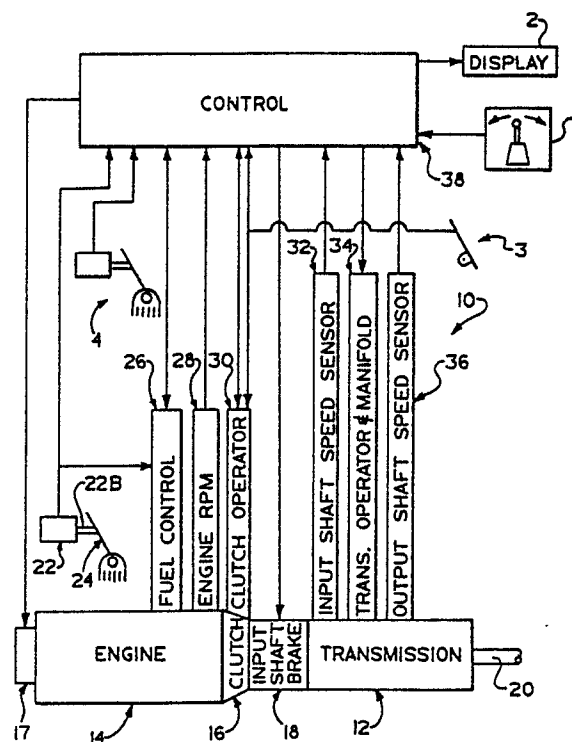 2
DISPLAY
CONTROL
38
32
34
3
4
10
26
28
30
FUEL CONTROL
ENGINE RPM
CLUTCH OPERATOR
INPUT SHAFT SPEED SENSOR
TRANS. OPERATOR & MANIFOLD
OUTPUT SHAFT SPEED SENSOR
36
22B
22
24
ENGINE
CLUTCH
INPUT
SHAFT
BRAKE
TRANSMISSION
20
17
14
16
18
12